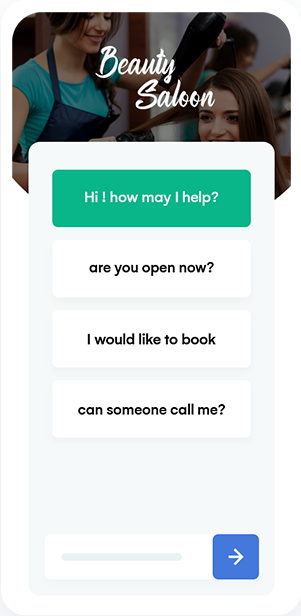 Beauty
Saloon
Hi ! how may I help?
are you open now?
I would like to book
can someone call me?